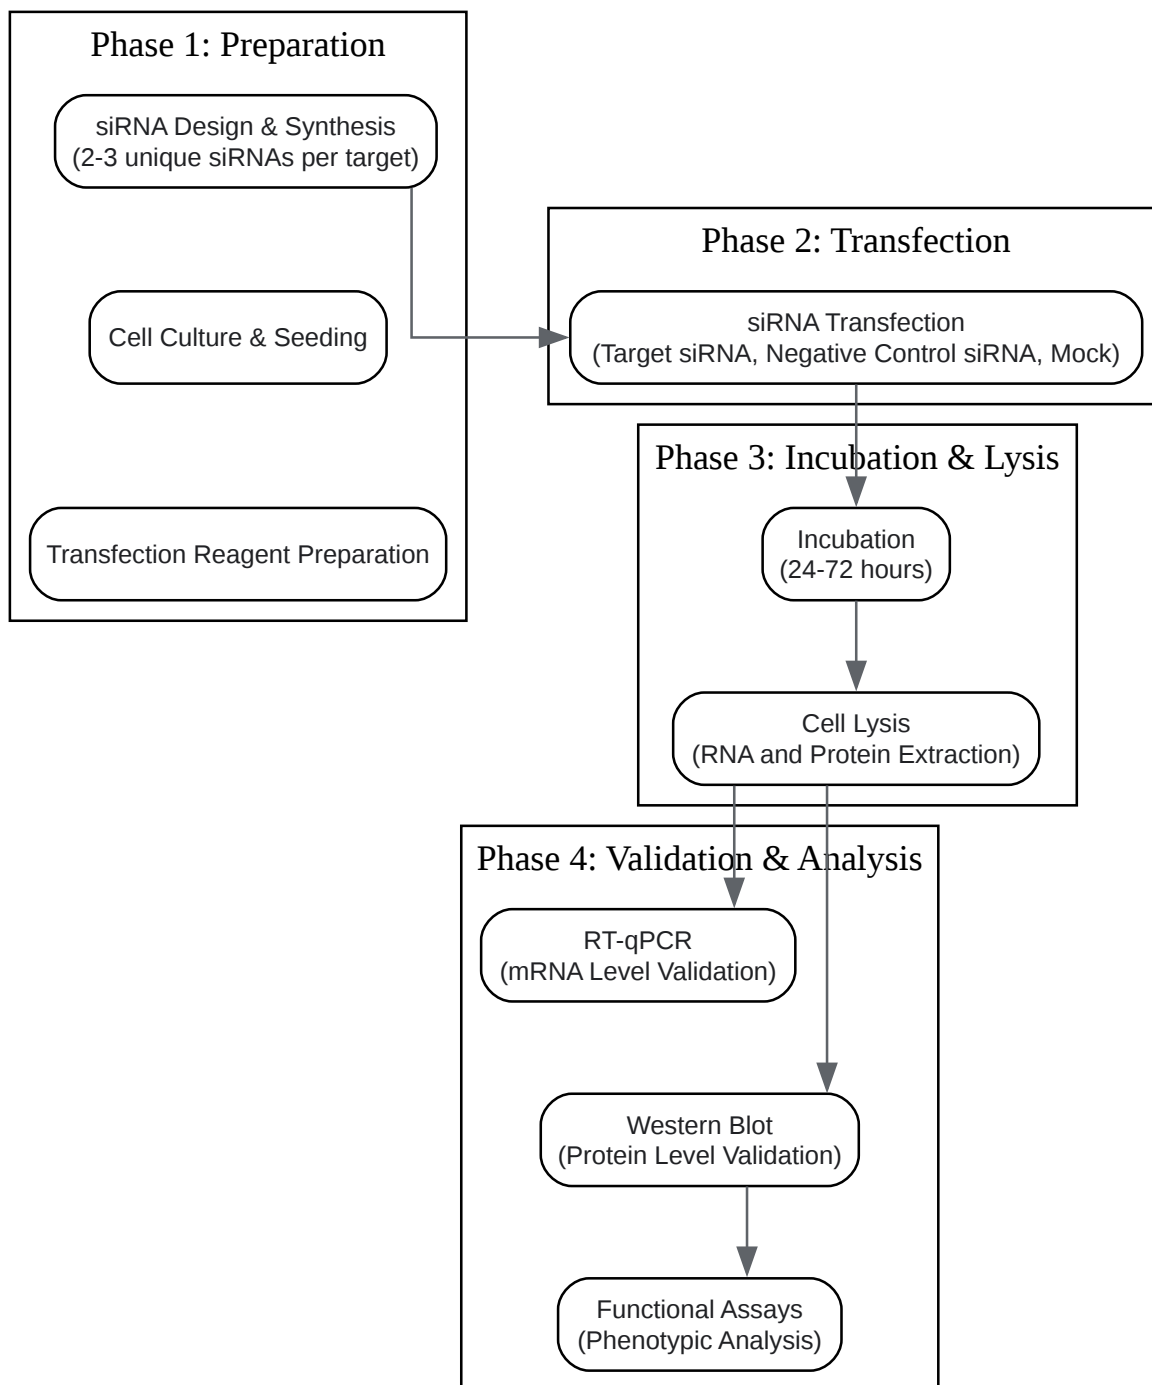 Phase 1: Preparation
siRNA Design & Synthesis
(2-3 unique siRNAs per target)
Cell Culture & Seeding
Transfection Reagent Preparation
Phase 2: Transfection
siRNA Transfection
(Target siRNA, Negative Control siRNA, Mock)
Phase 3: Incubation & Lysis
Incubation
(24-72 hours)
Cell Lysis
(RNA and Protein Extraction)
Phase 4: Validation & Analysis
RT-qPCR
(mRNA Level Validation)
Western Blot
(Protein Level Validation)
Functional Assays
(Phenotypic Analysis)